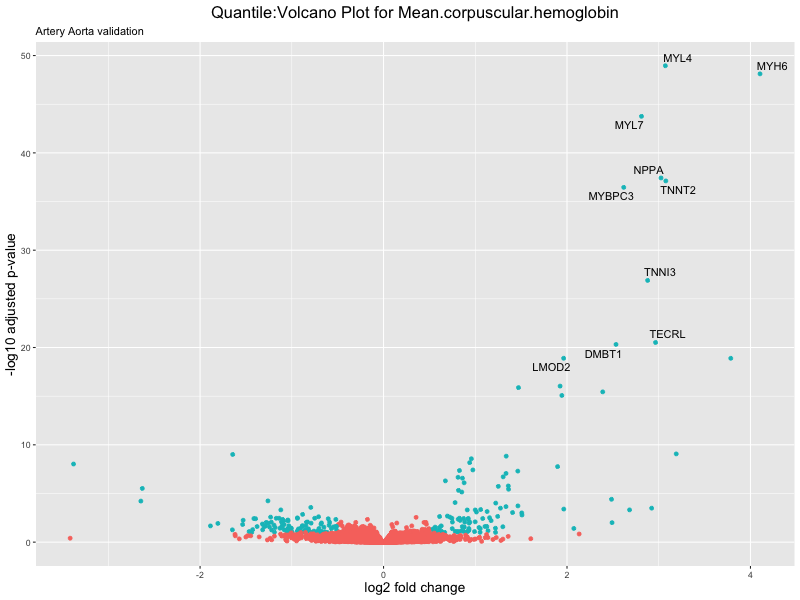 Quantile:Volcano Plot for Mean.corpuscular.hemoglobin
Artery Aorta validation
50
MYL4
MYH6
MYL7
40
NPPA
TNNT2
MYBPC3
-log10 adjusted p-value
30
TNNI3
TECRL
20
DMBT1
LMOD2
10
0
-2
0
2
4
log2 fold change